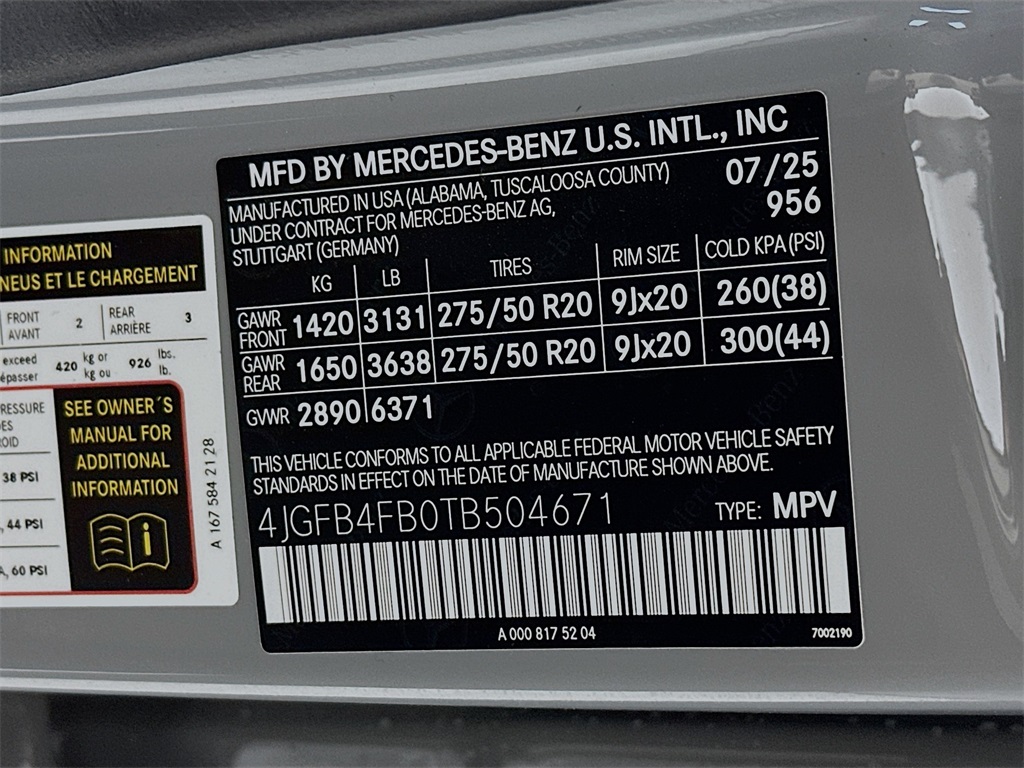 INFORMATION
NEUS ET LE CHARGEMENT
FRONT
AVANT
2
REAR
ARRIÈRE
3
exceed
épasser
420
kg or
kg ou
926
lbs.
lb.
RESSURE
38 PSI
44 PSI
60 PSI
SEE OWNER´S
MANUAL FOR
ADDITIONAL
INFORMATION
A 167 584 21 28
MFD BY MERCEDES-BENZ U.S. INTL., INC
MANUFACTURED IN USA (ALABAMA, TUSCALOOSA COUNTY) 07/25
UNDER CONTRACT FOR MERCEDES-BENZ AG, 956
STUTTGART (GERMANY)
KG LB TIRES RIM SIZE COLD KPA (PSI)
GAWR
FRONT 1420 3131 275/50 R20 9Jx20 260(38)
GAWR
REAR 1650 3638 275/50 R20 9Jx20 300(44)
GVWR 2890 6371
THIS VEHICLE CONFORMS TO ALL APPLICABLE FEDERAL MOTOR VEHICLE SAFETY
STANDARDS IN EFFECT ON THE DATE OF MANUFACTURE SHOWN ABOVE.
4JGFB4FB0TB504671 TYPE: MPV
A 000 817 52 04 7002190